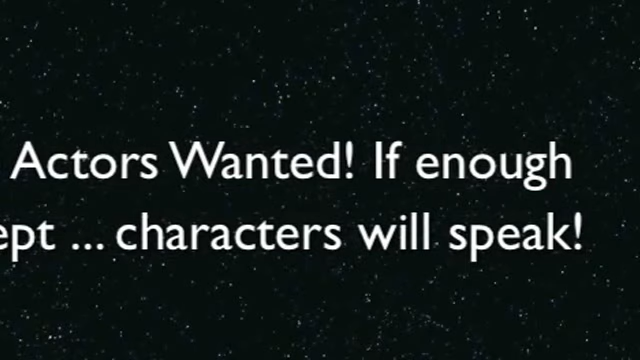 Actors Wanted! If enough
ept ... characters will speak!